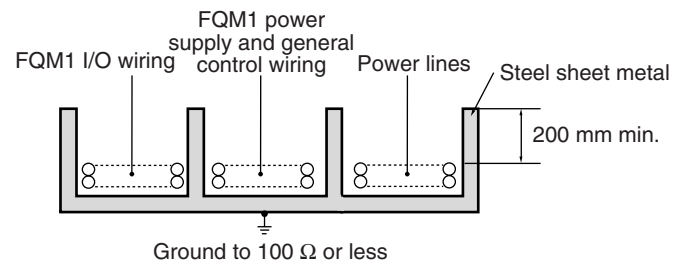 FQM1 I/O wiring
FQM1 power
supply and general
control wiring
Power lines
Steel sheet metal
200 mm min.
Ground to 100 Ω or less